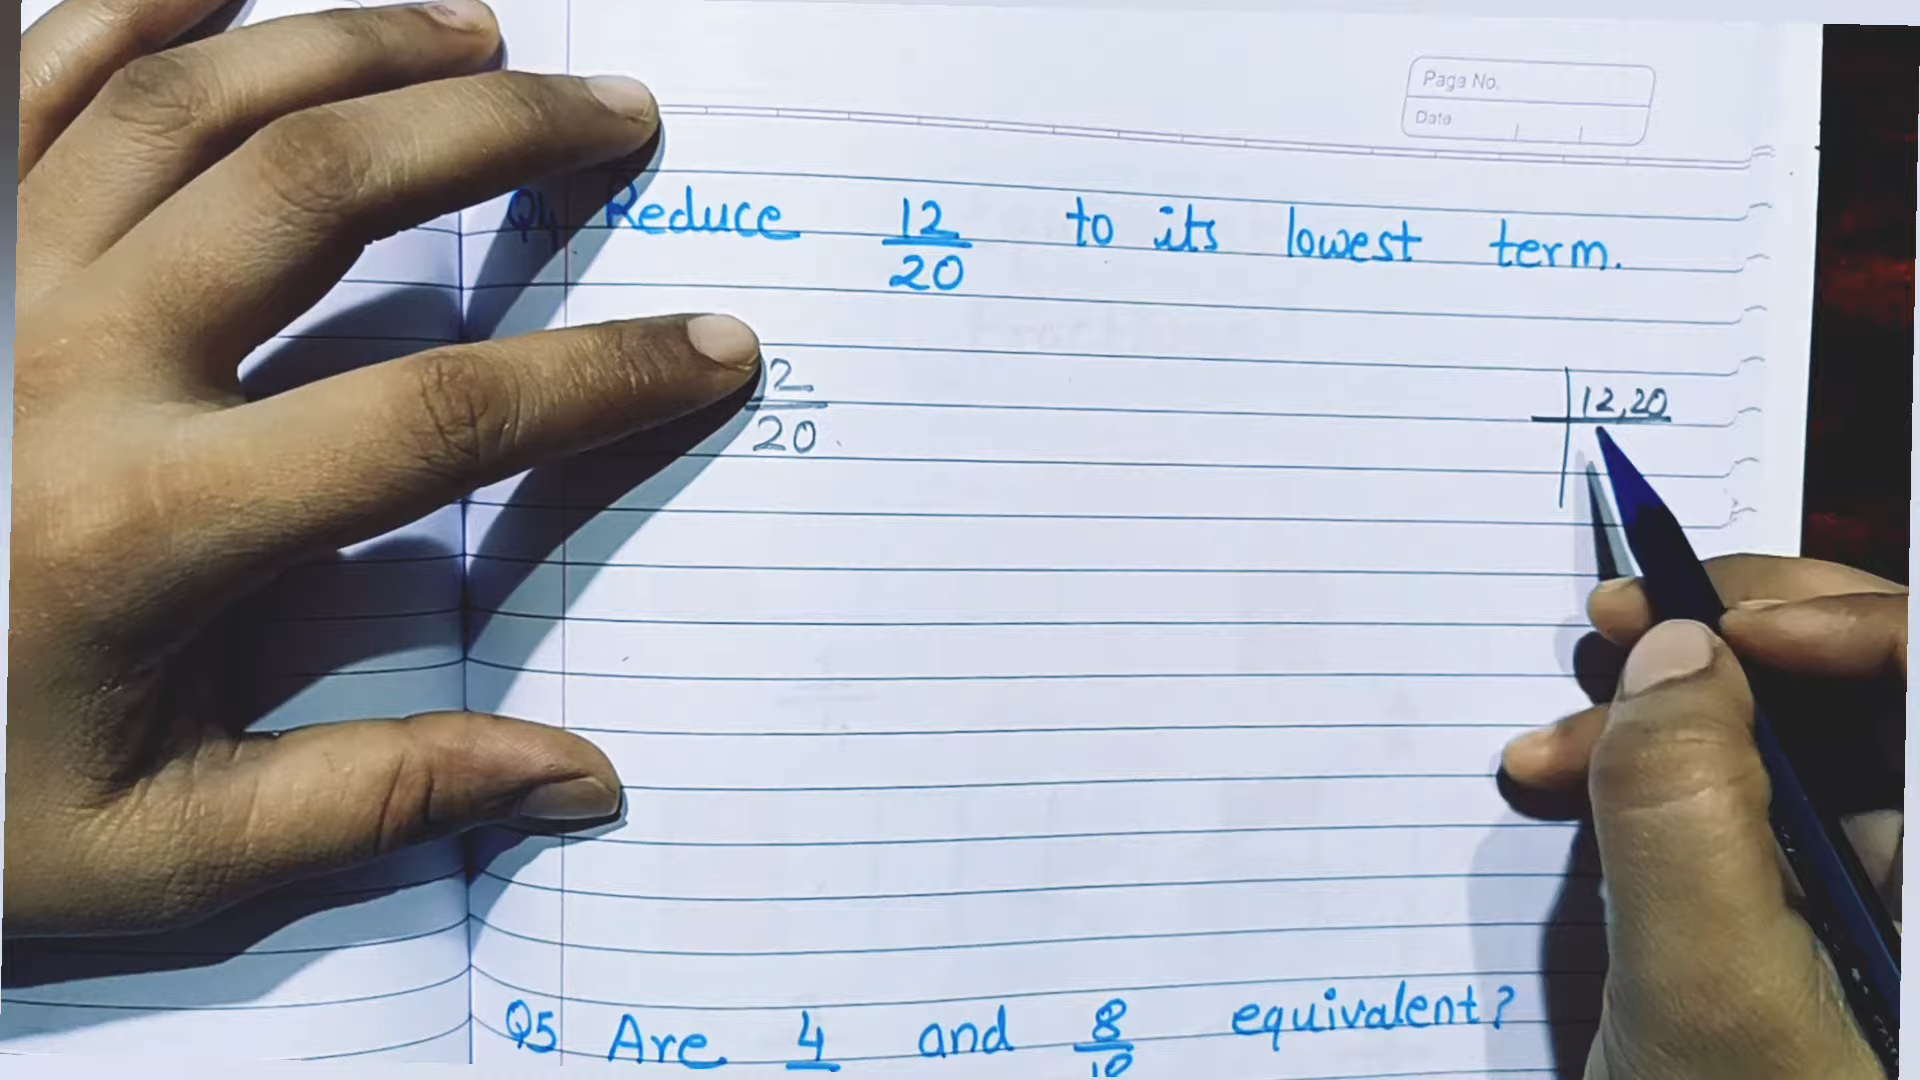 Page No.
Date
Q4 Reduce 12/20 to its lowest term.
2/20
12,20
Q5 Are 4 and 8/10 equivalent?